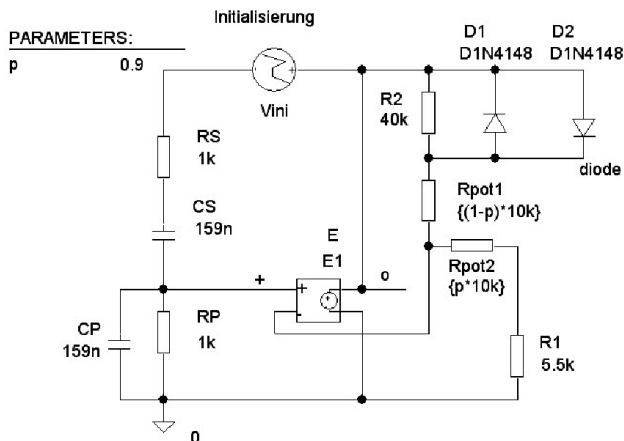 Initialisierung
PARAMETERS:
p 0.9
Vini
D1
D1N4148
D2
D1N4148
R2
40k
RS
1k
diode
Rpot1
{(1-p)*10k}
CS
159n
E
E1
+
o
Rpot2
{p*10k}
CP
159n
RP
1k
R1
5.5k
0